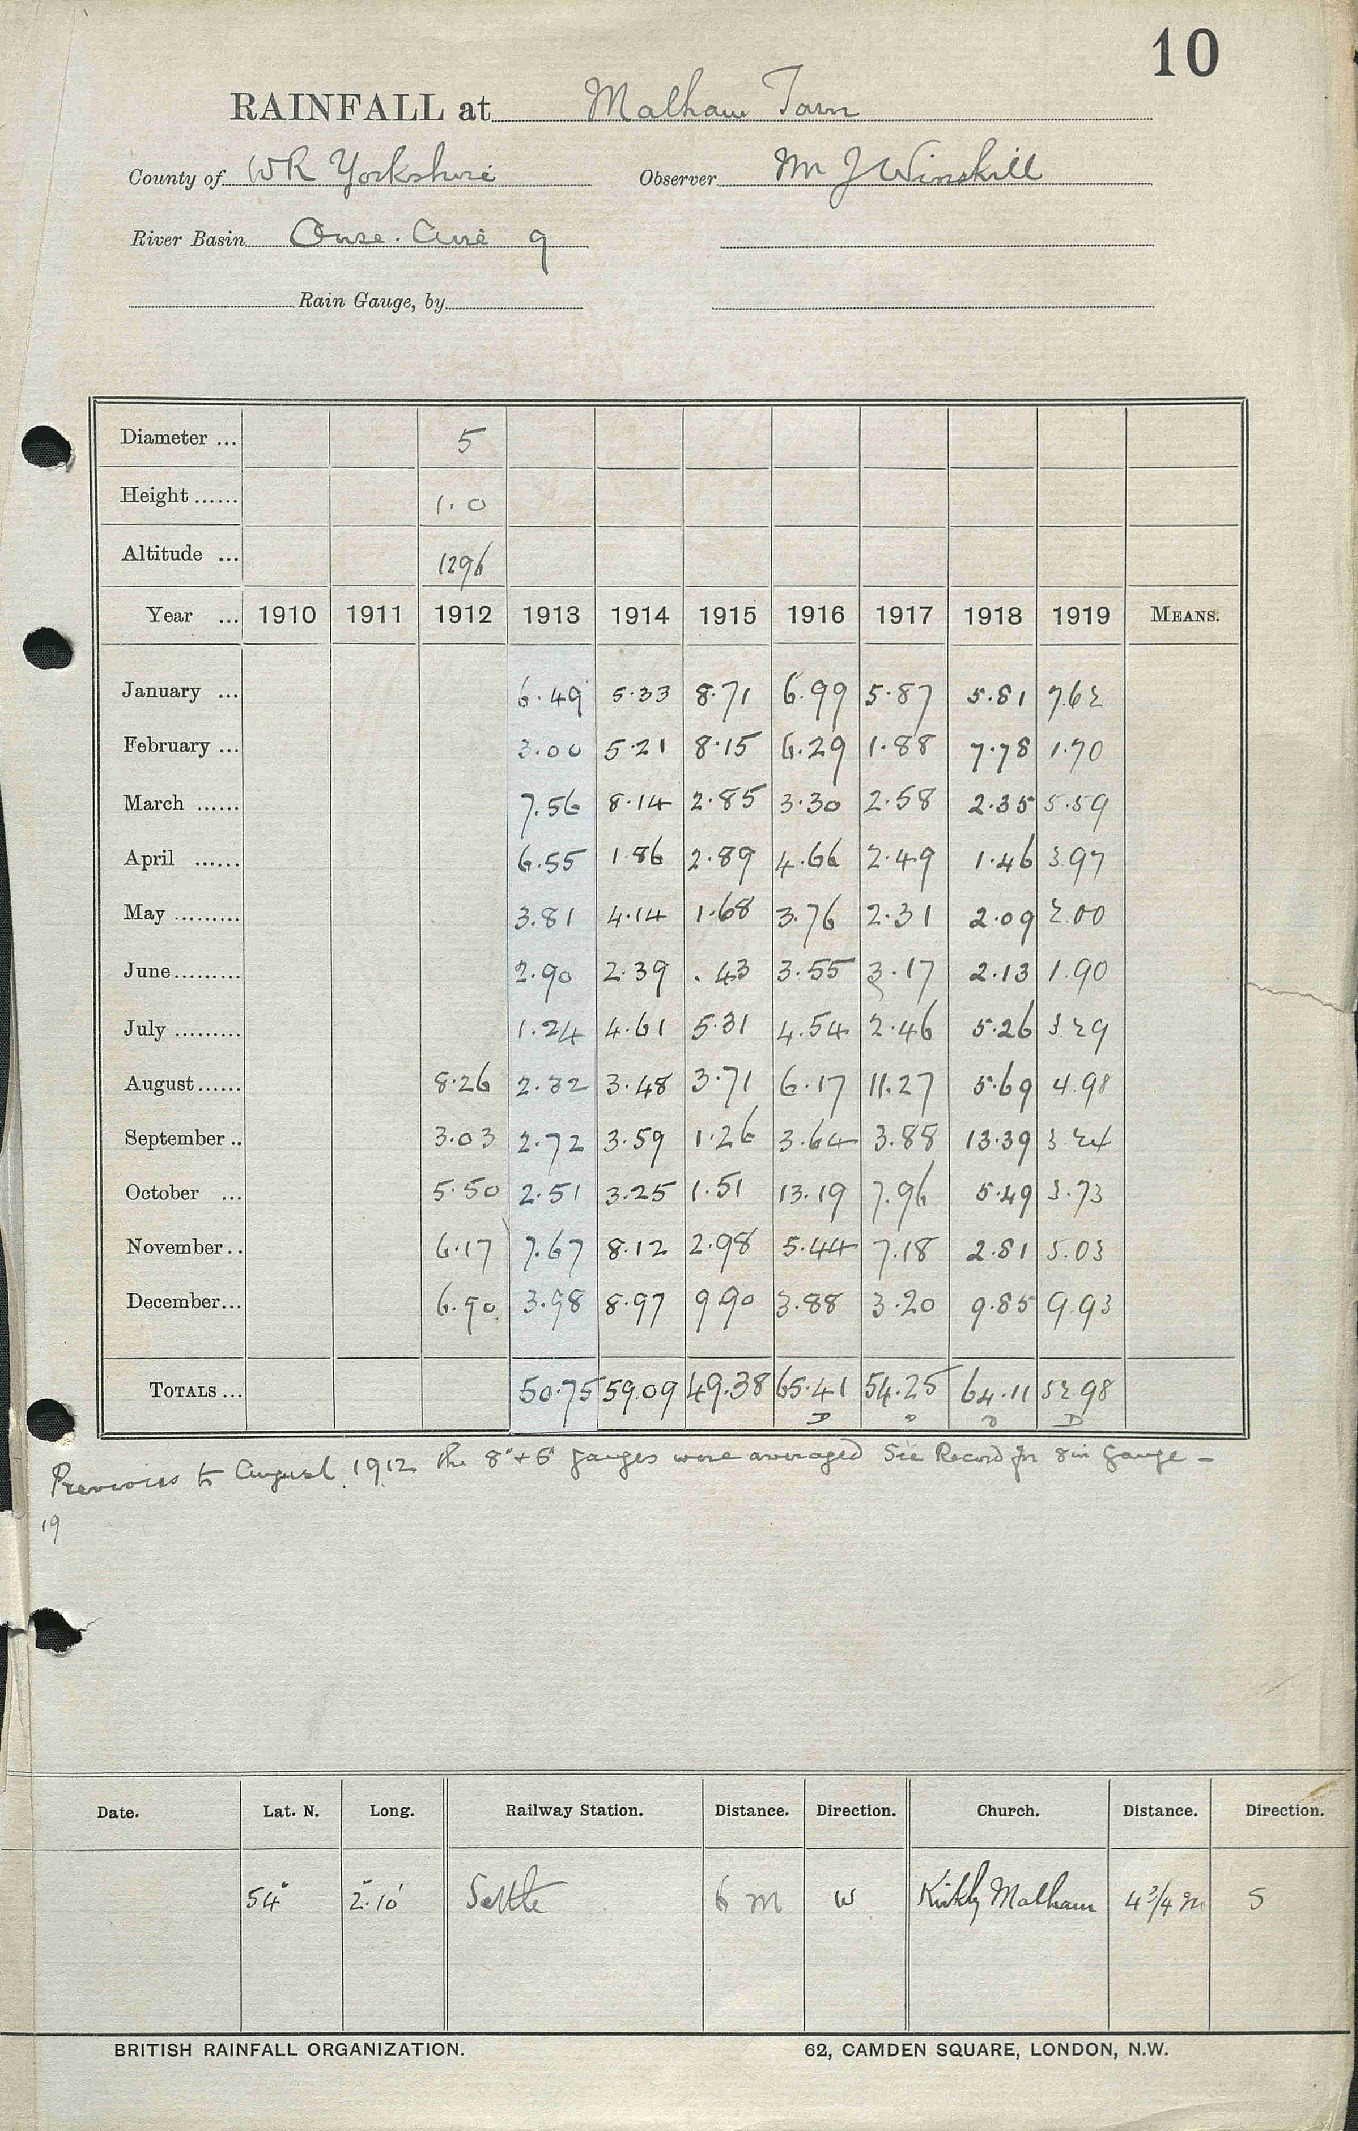 10
RAINFALL at Malham Tarn
County of WR Yorkshire Observer Mr J Winskill
River Basin Ouse. Aire 9
Rain Gauge, by
Diameter ... 5
Height ...... 1.0
Altitude ... 1296
Year ... 1910 1911 1912 1913 1914 1915 1916 1917 1918 1919 MEANS.
January ... 6.49 5.33 8.71 6.99 5.87 5.81 7.62
February ... 3.00 5.21 8.15 6.29 1.88 7.78 1.70
March ...... 7.56 8.14 2.85 3.30 2.58 2.35 5.59
April ...... 6.55 1.86 2.89 4.66 2.49 1.46 3.97
May ......... 3.81 4.14 1.68 3.76 2.31 2.09 2.00
June ......... 2.90 2.39 .43 3.55 3.17 2.13 1.90
July ......... 1.24 4.61 5.31 4.54 2.46 5.26 3.29
August ...... 8.26 2.32 3.48 3.71 6.17 11.27 5.69 4.98
September .. 3.03 2.72 3.59 1.26 3.64 3.88 13.39 3.24
October ... 5.50 2.51 3.25 1.51 13.19 7.96 5.49 3.73
November .. 6.17 7.67 8.12 2.98 5.44 7.18 2.81 5.03
December ... 6.90 3.98 8.97 9.90 3.88 3.20 9.85 9.93
TOTALS ... 50.75 59.09 49.38 65.41 54.25 64.11 52.98
D D D D
Previous to August 1912 the 8" + 5" gauges were averaged See Record for 8 in Gauge -
19
Date. Lat. N. Long. Railway Station. Distance. Direction. Church. Distance. Direction.
54° 2°.10' Settle 6 m W Kirkby Malham 4 3/4 m S
BRITISH RAINFALL ORGANIZATION. 62, CAMDEN SQUARE, LONDON, N.W.